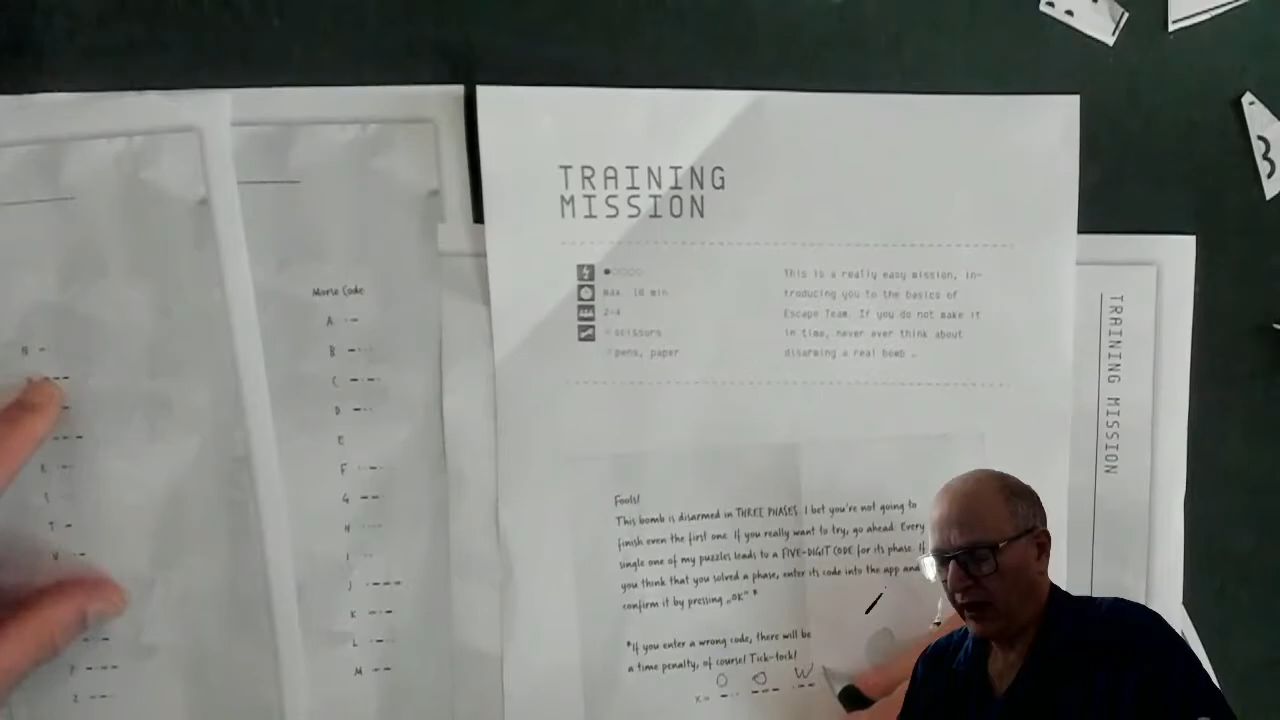 TRAINING
MISSION
max. 10 min
2-4
scissors
pens, paper
This is a really easy mission, in-
troducing you to the basics of
Escape Team. If you do not make it
in time, never ever think about
disarming a real bomb
Fools!
This bomb is disarmed in THREE PHASES. I bet you're not going to
finish even the first one. If you really want to try, go ahead. Every
single one of my puzzles leads to a FIVE-DIGIT CODE for its phase. If
you think that you solved a phase, enter its code into the app and
confirm it by pressing „OK" *
*If you enter a wrong code, there will be
a time penalty, of course! Tick-tock!
Morse Code
A ·-
B -···
C -·-·
D -··
E
F ··-·
G --·
H ····
I ··
J ·---
K -·-
L ·-··
M --
T -
TRAINING MISSION
3